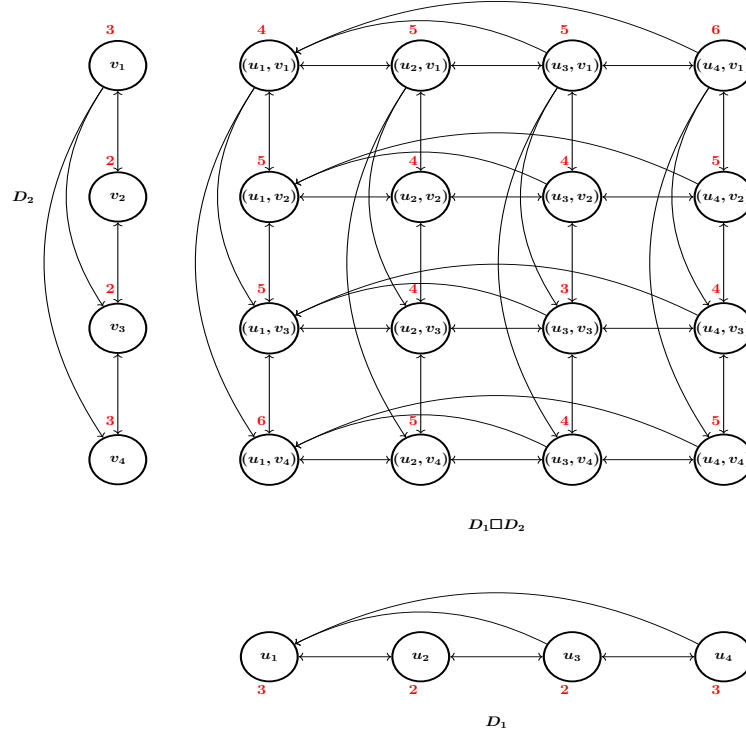 3 4 5 5 6
v₁ (u₁, v₁) (u₂, v₁) (u₃, v₁) (u₄, v₁
2 5 4 4 5
D₂ v₂ (u₁, v₂) (u₂, v₂) (u₃, v₂) (u₄, v₂
2 5 4 3 4
v₃ (u₁, v₃) (u₂, v₃) (u₃, v₃) (u₄, v₃
3 6 5 4 5
v₄ (u₁, v₄) (u₂, v₄) (u₃, v₄) (u₄, v₄
D₁□D₂
u₁ u₂ u₃ u₄
3 2 2 3
D₁